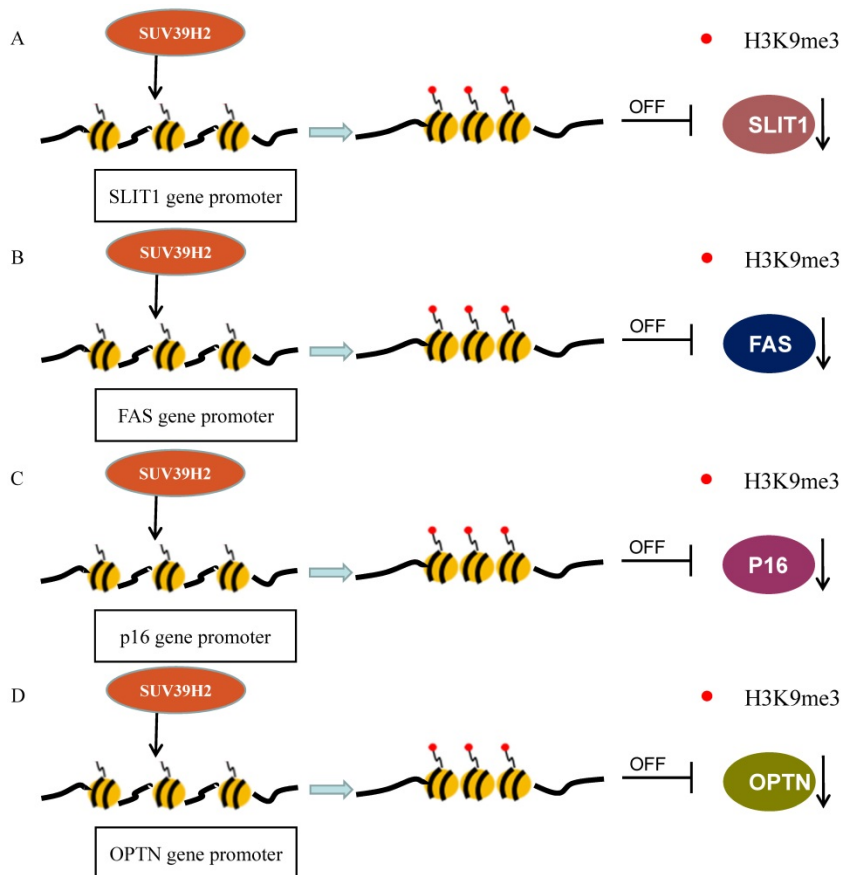 A
SUV39H2
H3K9me3
OFF
SLIT1
SLIT1 gene promoter
B
SUV39H2
H3K9me3
OFF
FAS
FAS gene promoter
C
SUV39H2
H3K9me3
OFF
P16
p16 gene promoter
D
SUV39H2
H3K9me3
OFF
OPTN
OPTN gene promoter